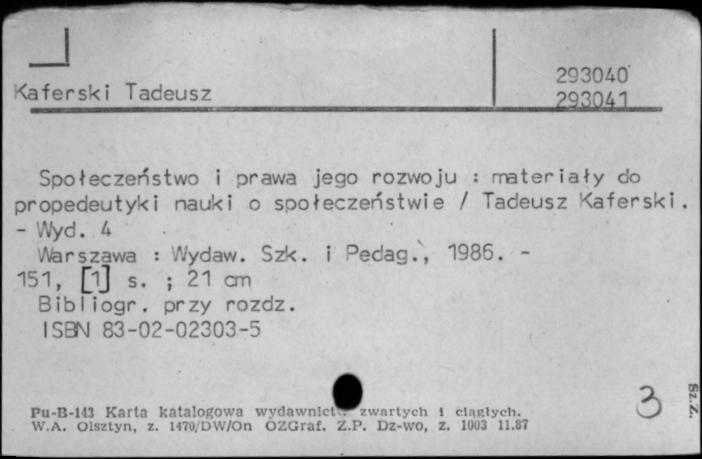 293040
Kaferski Tadeusz
293041
Społeczeństwo i prawa jego rozwoju : materiały do
propedeutyki nauki o społeczeństwie / Tadeusz Kaferski.
- Wyd. 4
Warszawa : Wydaw. Szk. i Pedag., 1986. -
151, [1] s. ; 21 cm
Bibliogr. przy rozdz.
ISBN 83-02-02303-5
3
Sz.Z.
Pu-B-143 Karta katalogowa wydawnictw zwartych i ciągłych.
W.A. Olsztyn, z. 1470/DW/On OZGraf. Z.P. Dz-wo, z. 1003 11.87